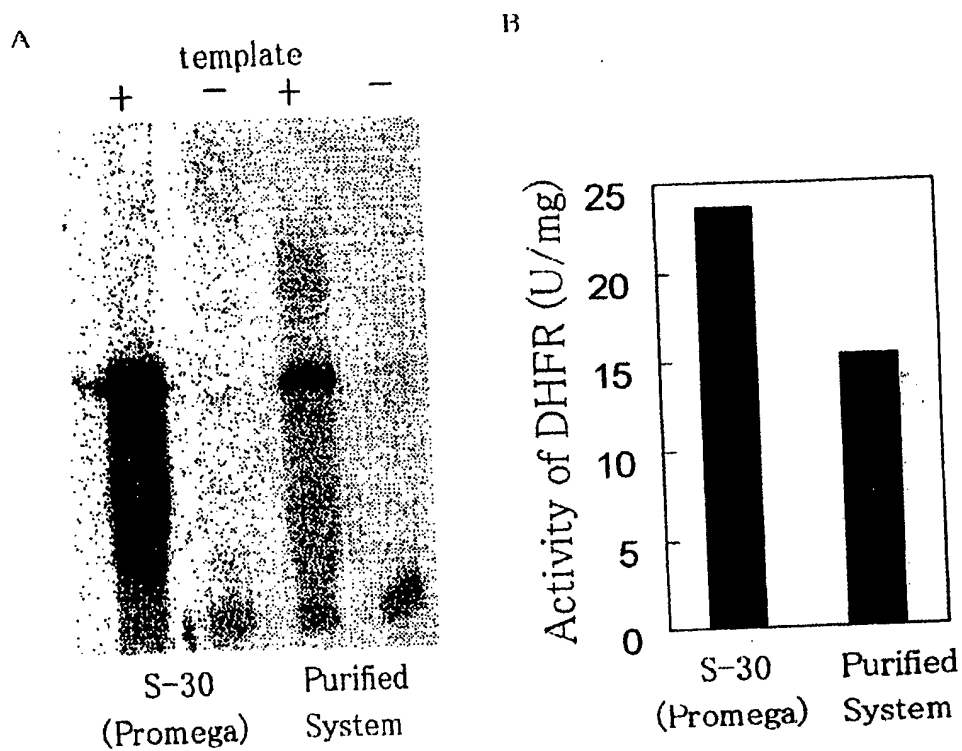 A
template
+ − + −
S-30
(Promega)
Purified
System
B
Activity of DHFR (U/mg)
25
20
15
10
5
0
S-30
(Promega)
Purified
System